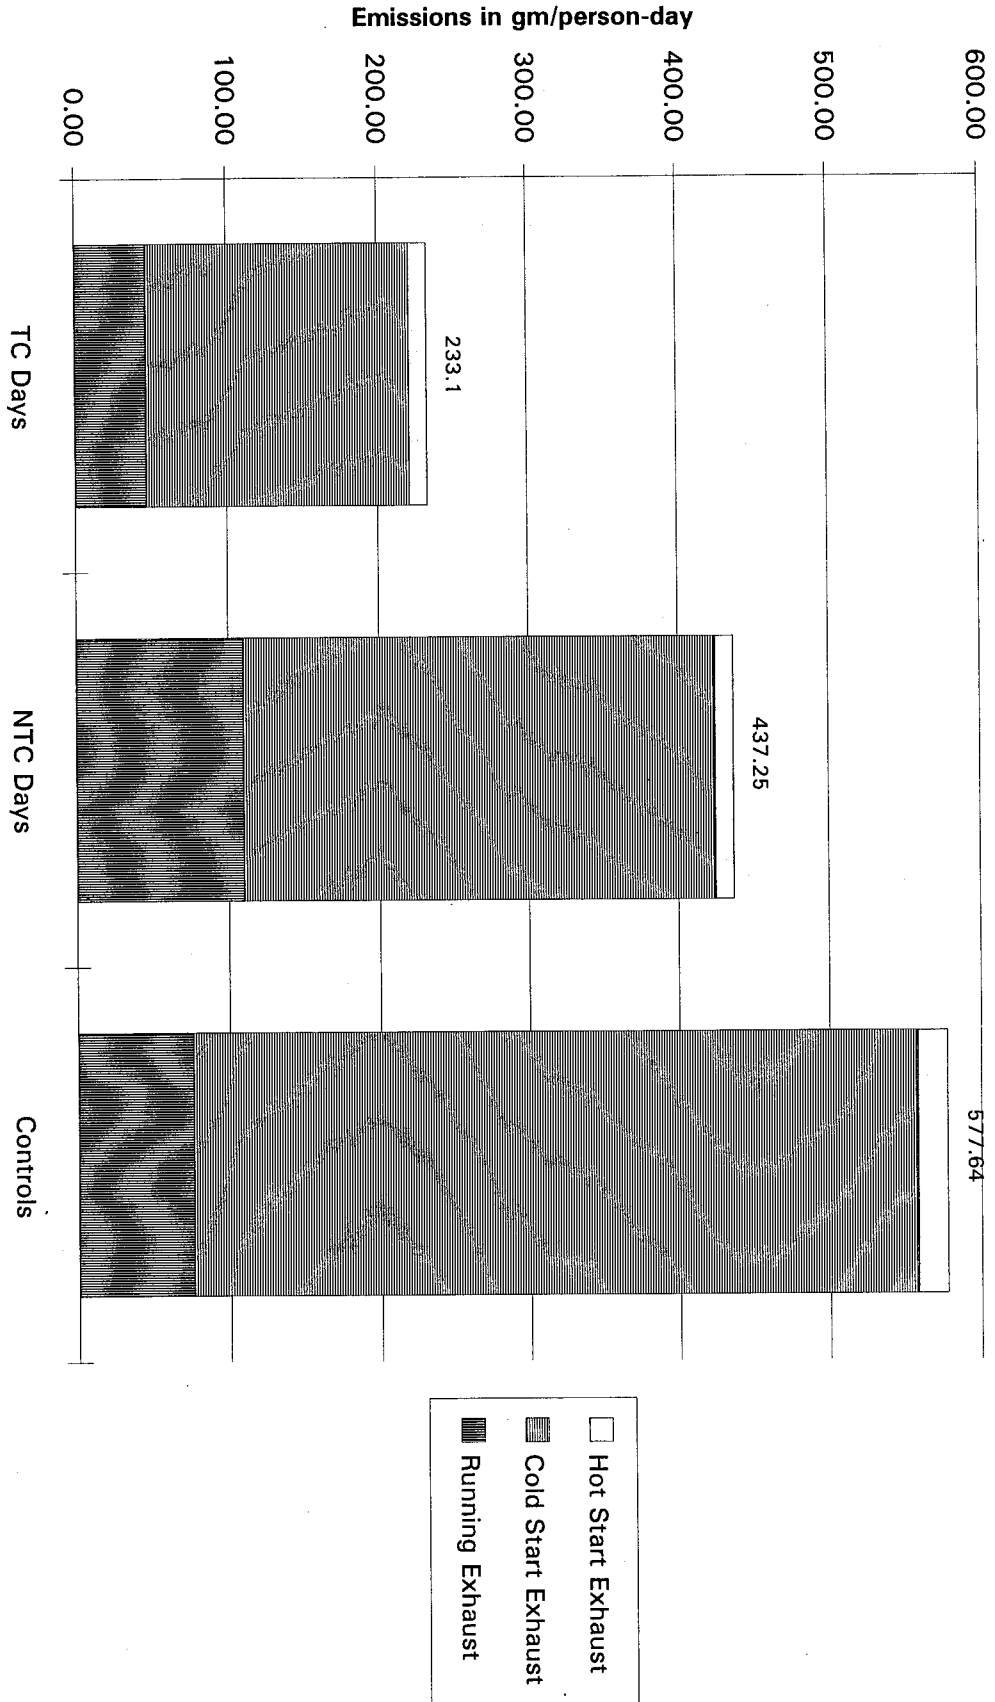 Emissions in gm/person-day
600.00
500.00
400.00
300.00
200.00
100.00
0.00
233.1
437.25
577.64
TC Days
NTC Days
Controls
Hot Start Exhaust
Cold Start Exhaust
Running Exhaust